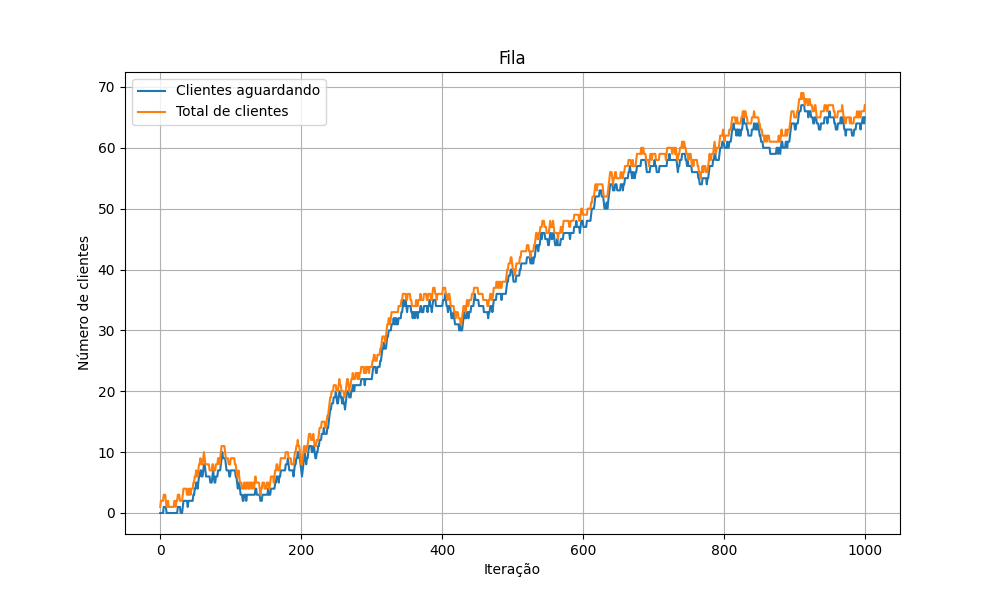 Fila
Clientes aguardando
Total de clientes
Número de clientes
70
60
50
40
30
20
10
0
0 200 400 600 800 1000
Iteração